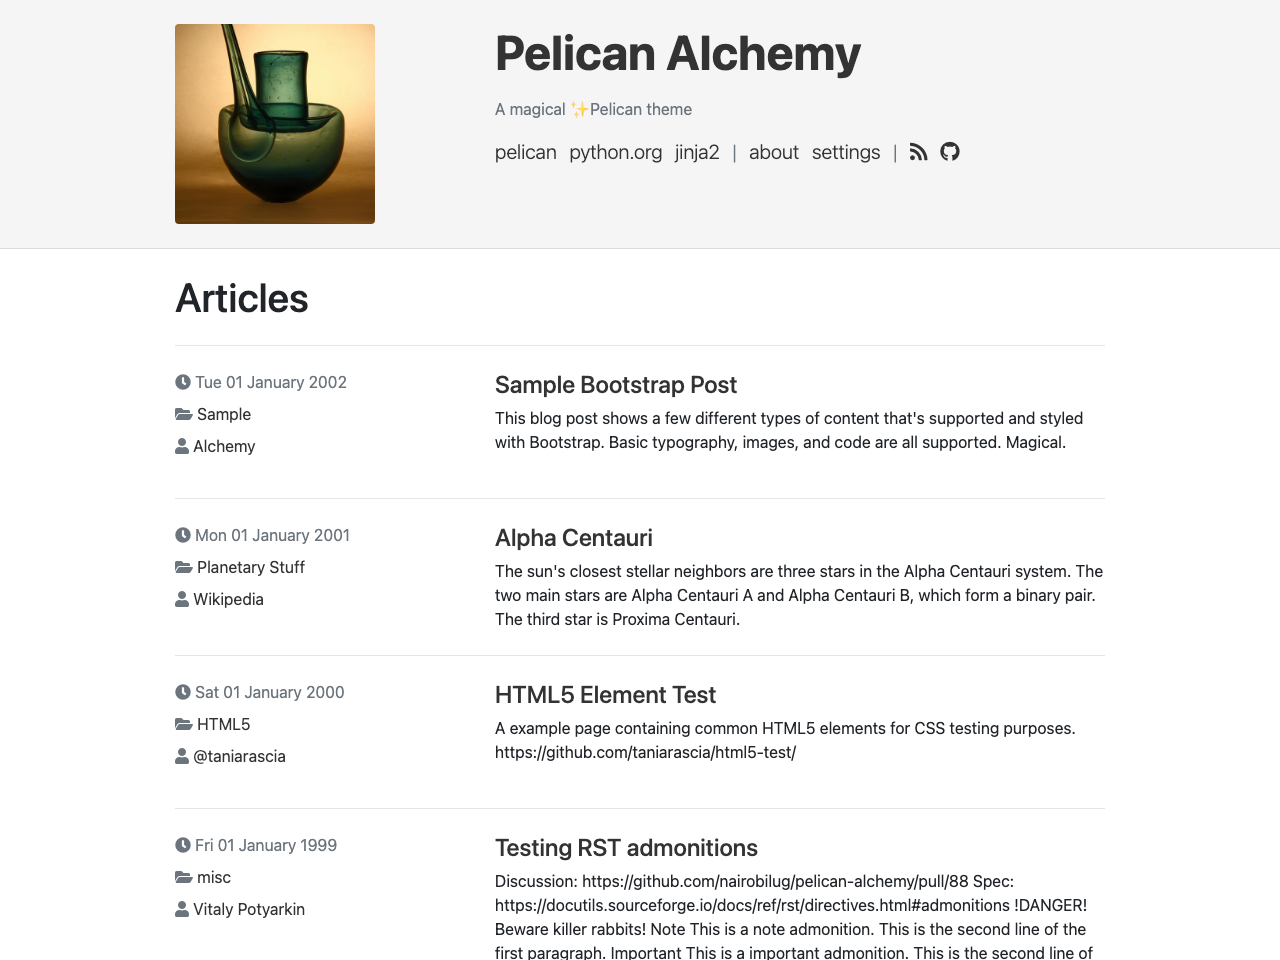 Pelican Alchemy
A magical ✨Pelican theme
pelican python.org jinja2 | about settings |
Articles
Tue 01 January 2002
Sample
Alchemy
Sample Bootstrap Post
This blog post shows a few different types of content that's supported and styled
with Bootstrap. Basic typography, images, and code are all supported. Magical.
Mon 01 January 2001
Planetary Stuff
Wikipedia
Alpha Centauri
The sun's closest stellar neighbors are three stars in the Alpha Centauri system. The
two main stars are Alpha Centauri A and Alpha Centauri B, which form a binary pair.
The third star is Proxima Centauri.
Sat 01 January 2000
HTML5
@taniarascia
HTML5 Element Test
A example page containing common HTML5 elements for CSS testing purposes.
https://github.com/taniarascia/html5-test/
Fri 01 January 1999
misc
Vitaly Potyarkin
Testing RST admonitions
Discussion: https://github.com/nairobilug/pelican-alchemy/pull/88 Spec:
https://docutils.sourceforge.io/docs/ref/rst/directives.html#admonitions !DANGER!
Beware killer rabbits! Note This is a note admonition. This is the second line of the
first paragraph. Important This is a important admonition. This is the second line of